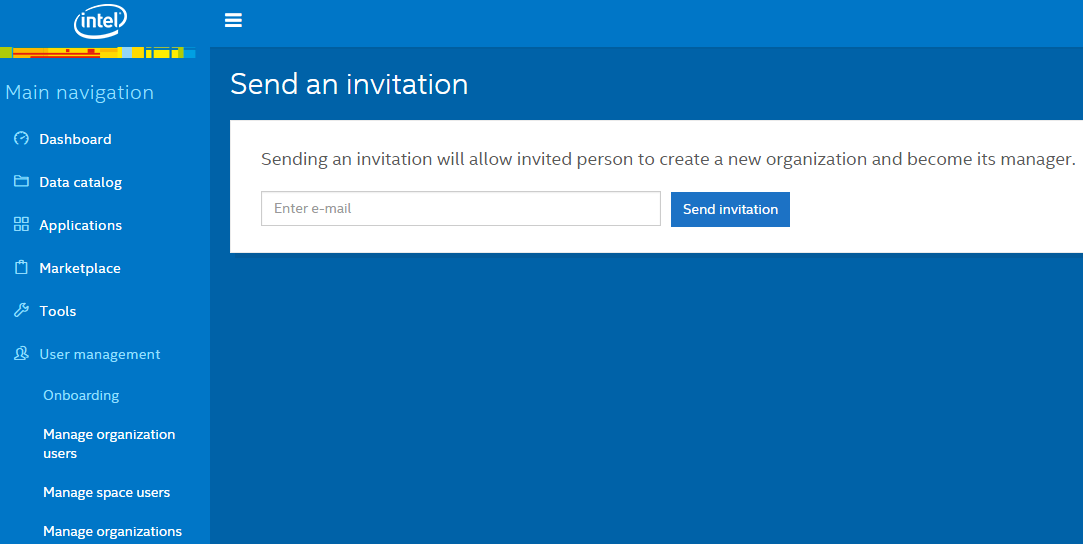 intel
Main navigation
Dashboard
Data catalog
Applications
Marketplace
Tools
User management
Onboarding
Manage organization
users
Manage space users
Manage organizations
Send an invitation
Sending an invitation will allow invited person to create a new organization and become its manager.
Enter e-mail
Send invitation